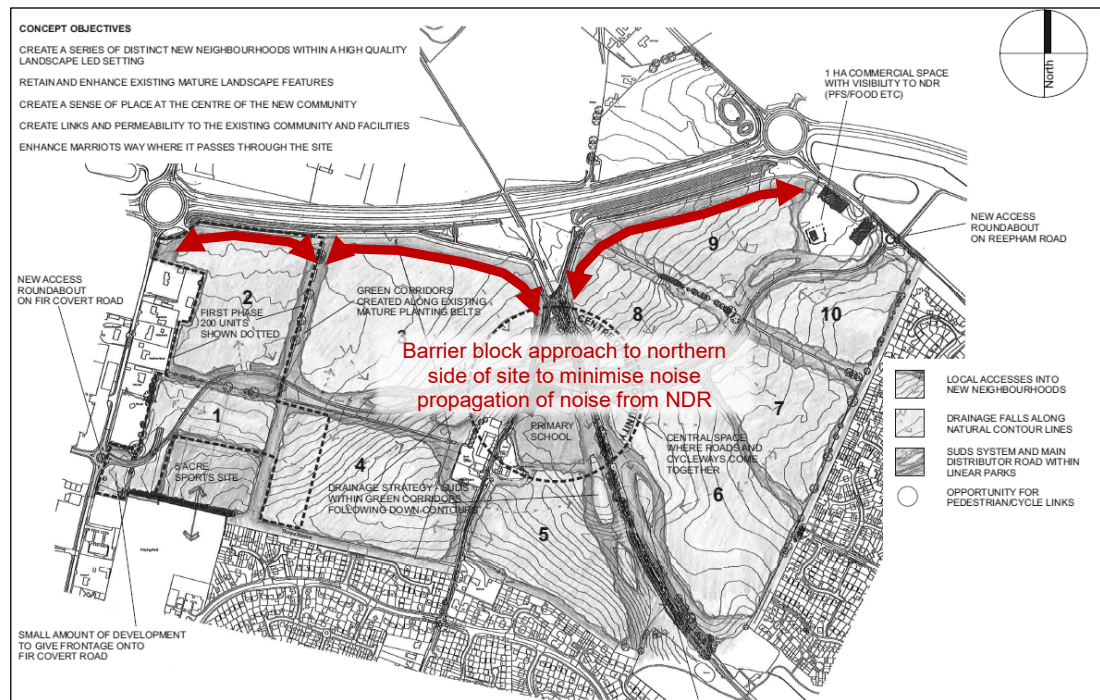 CONCEPT OBJECTIVES
CREATE A SERIES OF DISTINCT NEW NEIGHBOURHOODS WITHIN A HIGH QUALITY
LANDSCAPE LED SETTING
RETAIN AND ENHANCE EXISTING MATURE LANDSCAPE FEATURES
CREATE A SENSE OF PLACE AT THE CENTRE OF THE NEW COMMUNITY
CREATE LINKS AND PERMEABILITY TO THE EXISTING COMMUNITY AND FACILITIES
ENHANCE MARRIOTS WAY WHERE IT PASSES THROUGH THE SITE
North
1 HA COMMERCIAL SPACE
WITH VISIBILITY TO NDR
(PFS/FOOD ETC)
NEW ACCESS
ROUNDABOUT
ON REEPHAM ROAD
NEW ACCESS
ROUNDABOUT
ON FIR COVERT ROAD
2
FIRST PHASE
200 UNITS
SHOWN DOTTED
GREEN CORRIDORS
CREATED ALONG EXISTING
MATURE PLANTING BELTS
3
9
8
10
Barrier block approach to northern
side of site to minimise noise
propagation of noise from NDR
1
7
PRIMARY
SCHOOL
CENTRAL SPACE
WHERE ROADS AND
CYCLEWAYS COME
TOGETHER
5 ACRE
SPORTS SITE
4
DRAINAGE STRATEGY / SUDS
WITHIN GREEN CORRIDORS
FOLLOWING DOWN CONTOURS
6
5
SMALL AMOUNT OF DEVELOPMENT
TO GIVE FRONTAGE ONTO
FIR COVERT ROAD
LOCAL ACCESSES INTO
NEW NEIGHBOURHOODS
DRAINAGE FALLS ALONG
NATURAL CONTOUR LINES
SUDS SYSTEM AND MAIN
DISTRIBUTOR ROAD WITHIN
LINEAR PARKS
OPPORTUNITY FOR
PEDESTRIAN/CYCLE LINKS